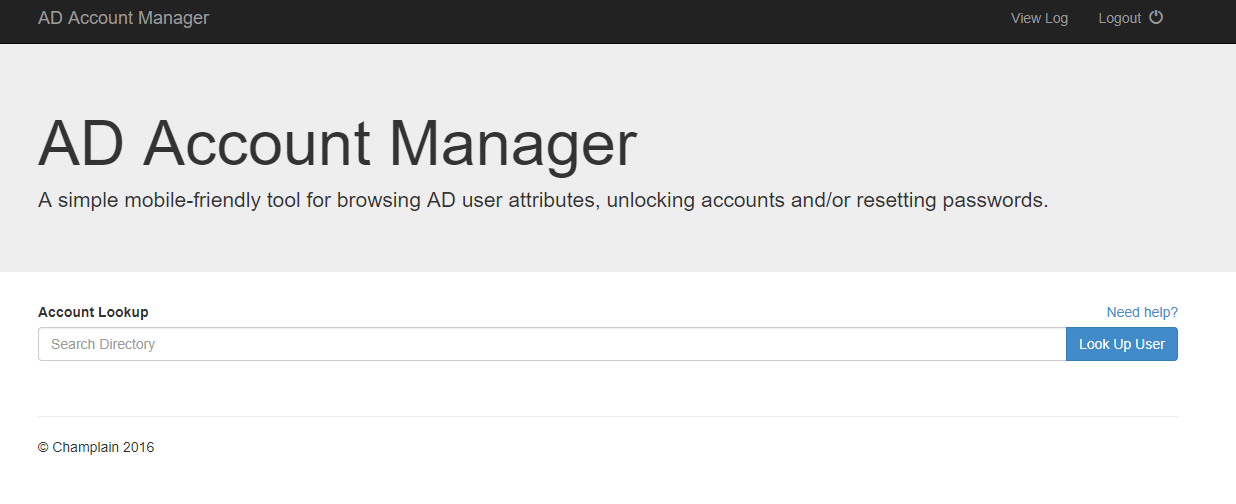 AD Account Manager
View Log
Logout
AD Account Manager
A simple mobile-friendly tool for browsing AD user attributes, unlocking accounts and/or resetting passwords.
Account Lookup
Need help?
Search Directory
Look Up User
© Champlain 2016